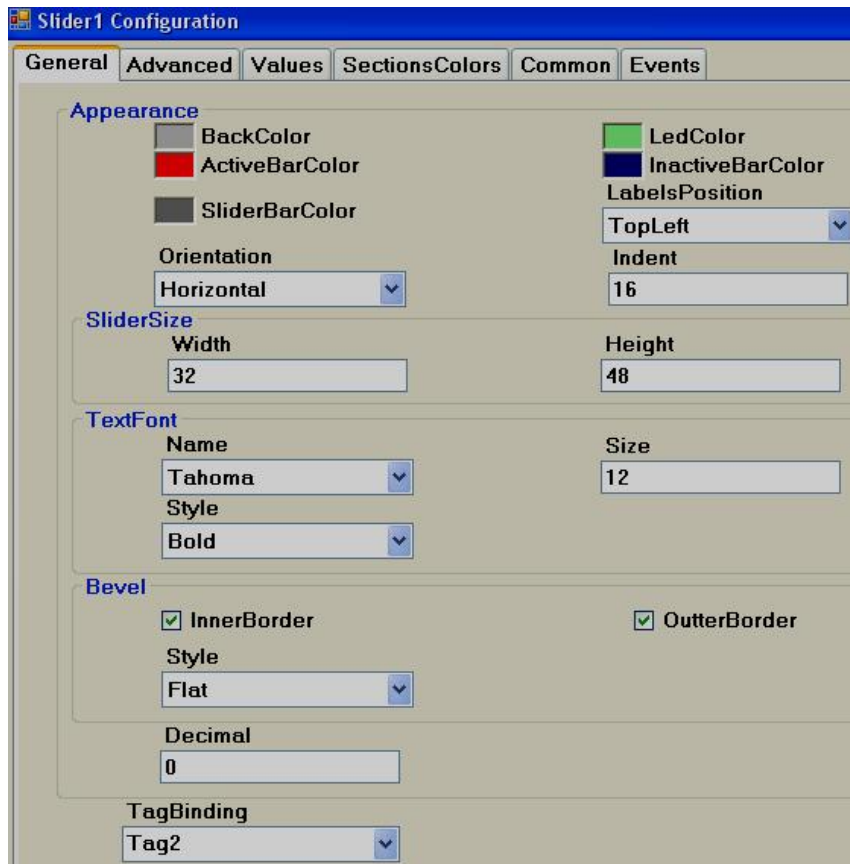 Slider1 Configuration
General Advanced Values SectionsColors Common Events
Appearance
BackColor LedColor
ActiveBarColor InactiveBarColor
SliderBarColor LabelsPosition
TopLeft
Orientation Indent
Horizontal 16
SliderSize
Width Height
32 48
TextFont
Name Size
Tahoma 12
Style
Bold
Bevel
InnerBorder OutterBorder
Style
Flat
Decimal
0
TagBinding
Tag2